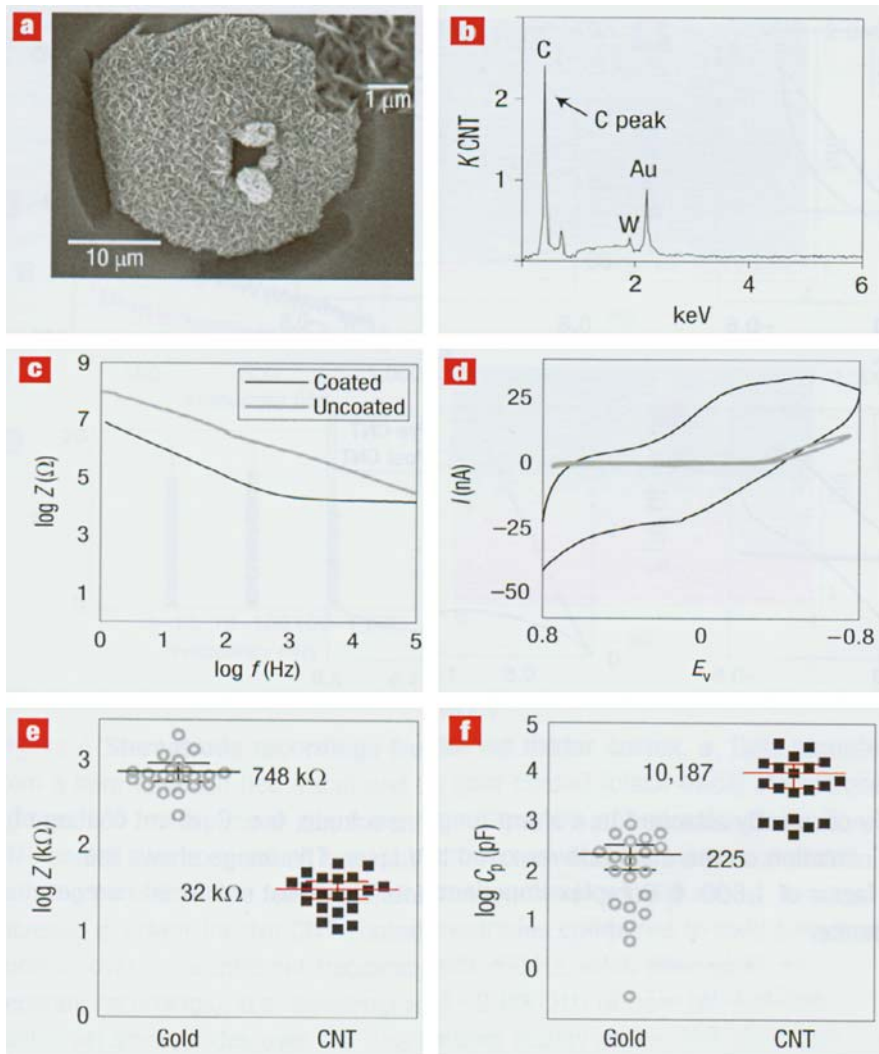 a
1 μm
10 μm
b
C
C peak
Au
W
K CNT
2
1
2
4
6
keV
c
Coated
Uncoated
log Z (Ω)
9
7
5
3
1
0
1
2
3
4
5
log f (Hz)
d
I (nA)
25
0
−25
−50
0.8
0
−0.8
Ev
e
log Z (kΩ)
3
2
1
0
748 kΩ
32 kΩ
Gold
CNT
f
log Cp (pF)
5
4
3
2
1
0
10,187
225
Gold
CNT